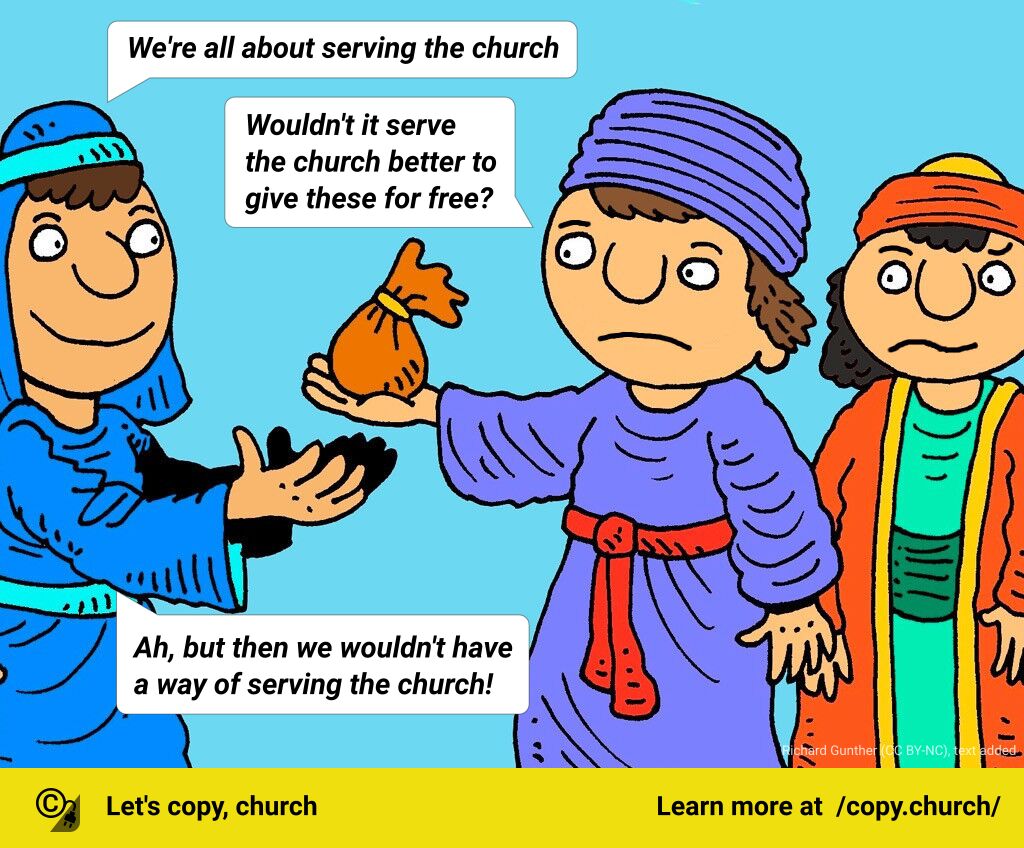 We're all about serving the church
Wouldn't it serve
the church better to
give these for free?
Ah, but then we wouldn't have
a way of serving the church!
Richard Gunther (CC BY-NC), text added
© Let's copy, church
Learn more at /copy.church/